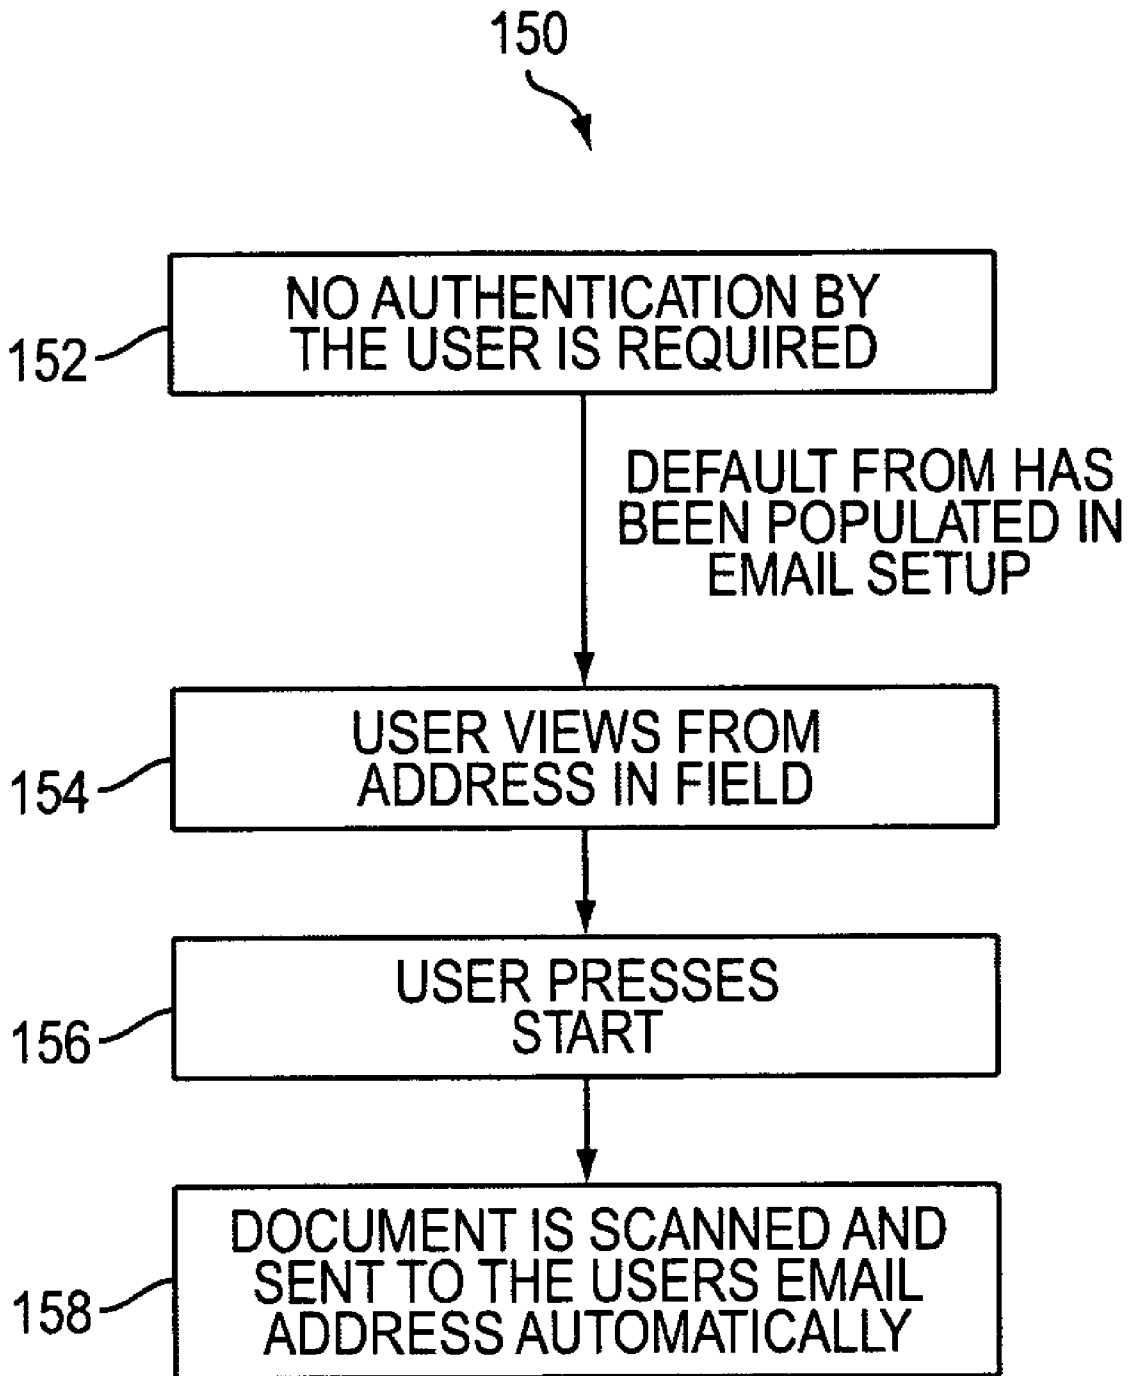 150
NO AUTHENTICATION BY
THE USER IS REQUIRED
152
DEFAULT FROM HAS
BEEN POPULATED IN
EMAIL SETUP
USER VIEWS FROM
ADDRESS IN FIELD
154
USER PRESSES
START
156
DOCUMENT IS SCANNED AND
SENT TO THE USERS EMAIL
ADDRESS AUTOMATICALLY
158